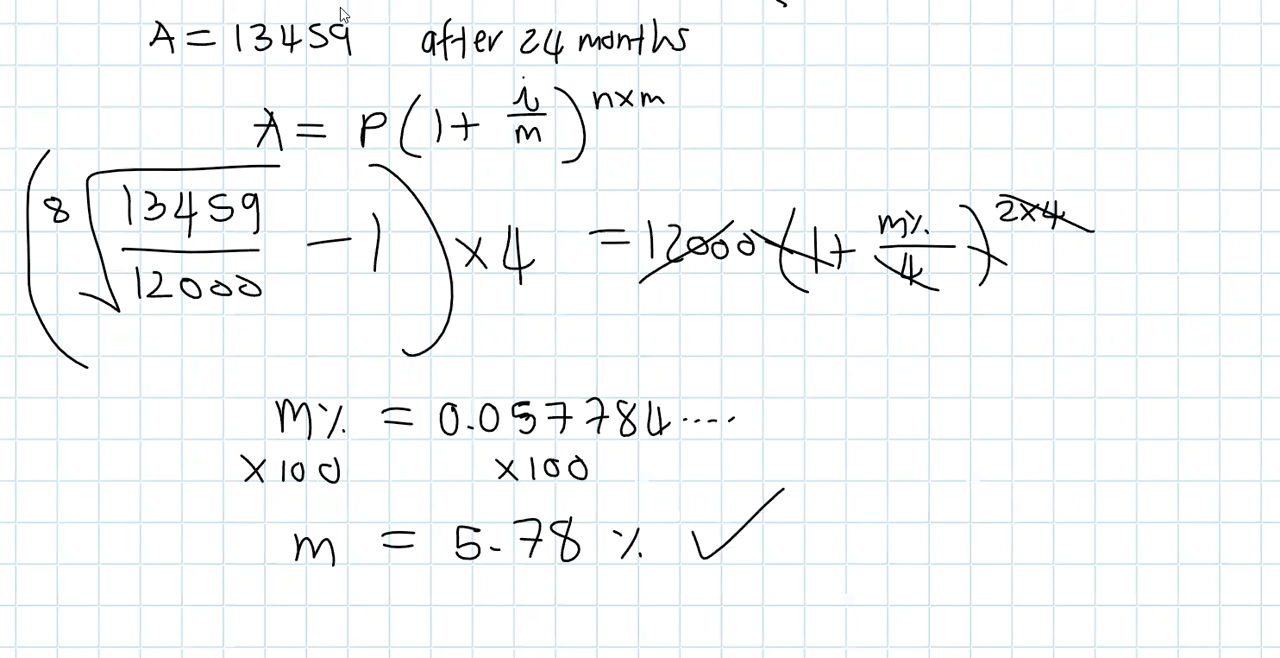 A = 13459 after 24 months
A = P(1 + i/m)^n×m
(⁸√(13459/12000) − 1) × 4 = 12000(1 + m%/4)^2×4
m% = 0.057784....
×100 ×100
m = 5.78 % ✓